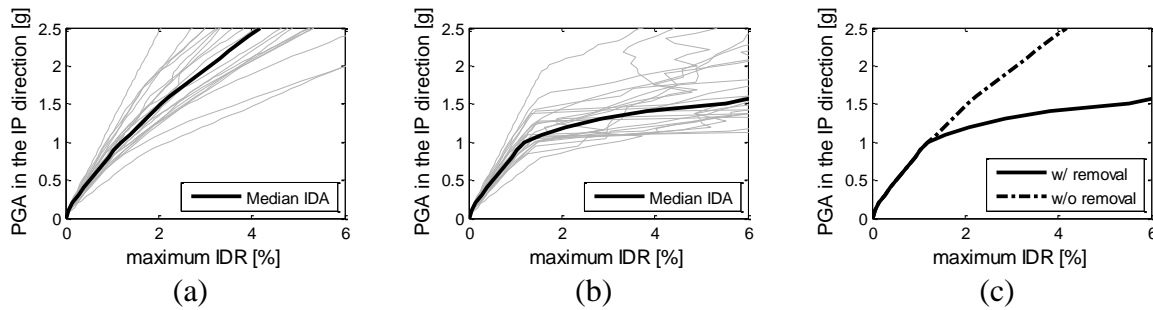 PGA in the IP direction [g]
2.5
2
1.5
1
0.5
0
0
2
4
6
Median IDA
maximum IDR [%]
(a)
PGA in the IP direction [g]
2.5
2
1.5
1
0.5
0
0
2
4
6
Median IDA
maximum IDR [%]
(b)
PGA in the IP direction [g]
2.5
2
1.5
1
0.5
0
0
2
4
6
w/ removal
w/o removal
maximum IDR [%]
(c)